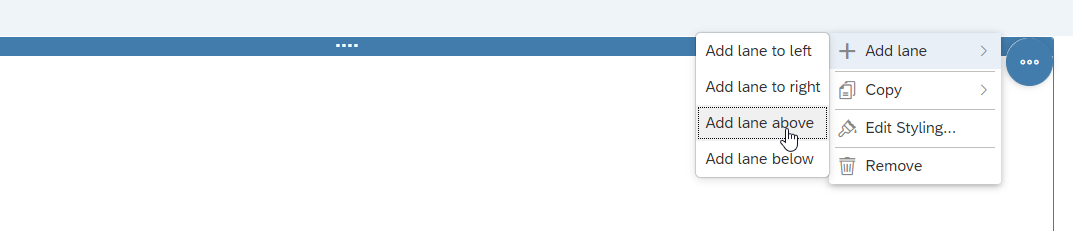 Add lane to left
Add lane to right
Add lane above
Add lane below
Add lane
Copy
Edit Styling...
Remove